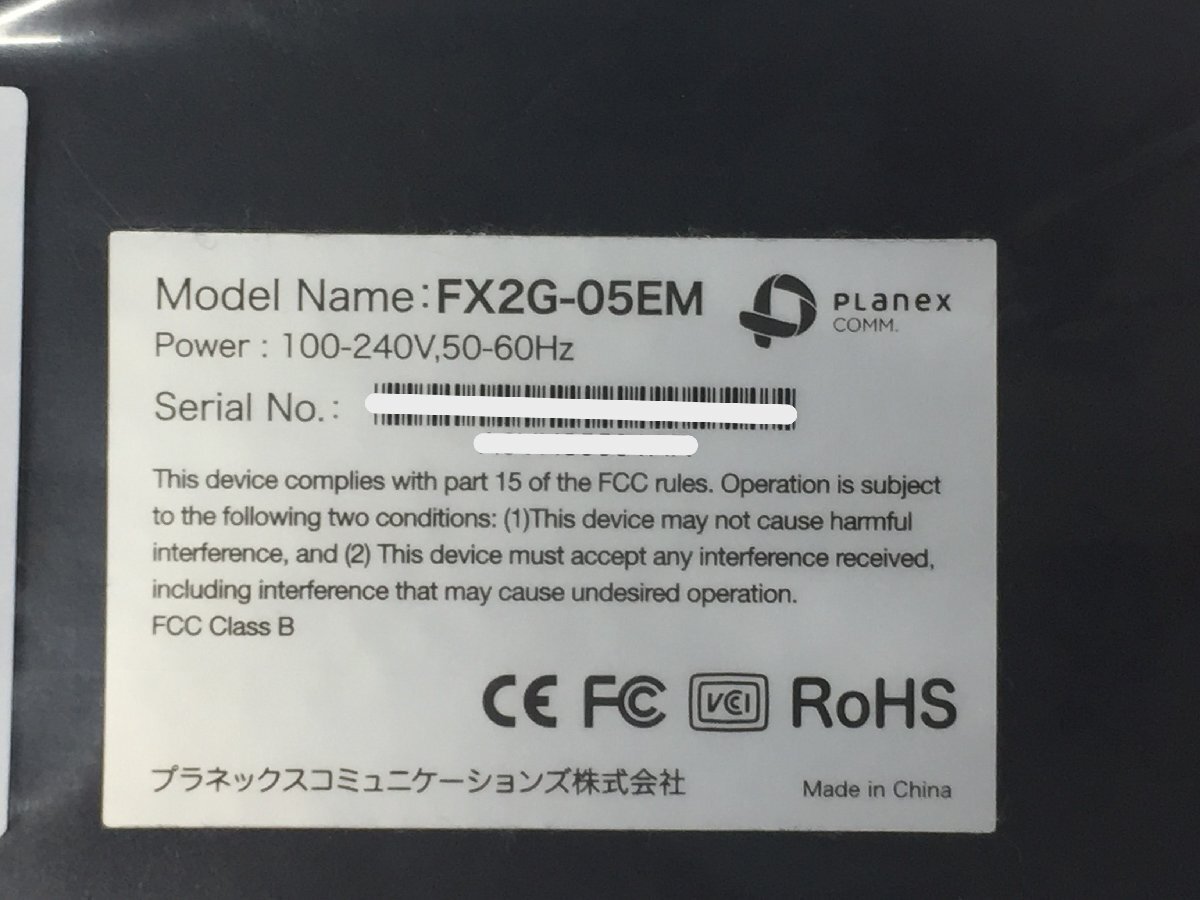 Model Name:FX2G-05EM
PLANEX
COMM.
Power : 100-240V,50-60Hz
Serial No.:
This device complies with part 15 of the FCC rules. Operation is subject
to the following two conditions: (1)This device may not cause harmful
interference, and (2) This device must accept any interference received,
including interference that may cause undesired operation.
FCC Class B
CE FC VCI RoHS
プラネックスコミュニケーションズ株式会社
Made in China